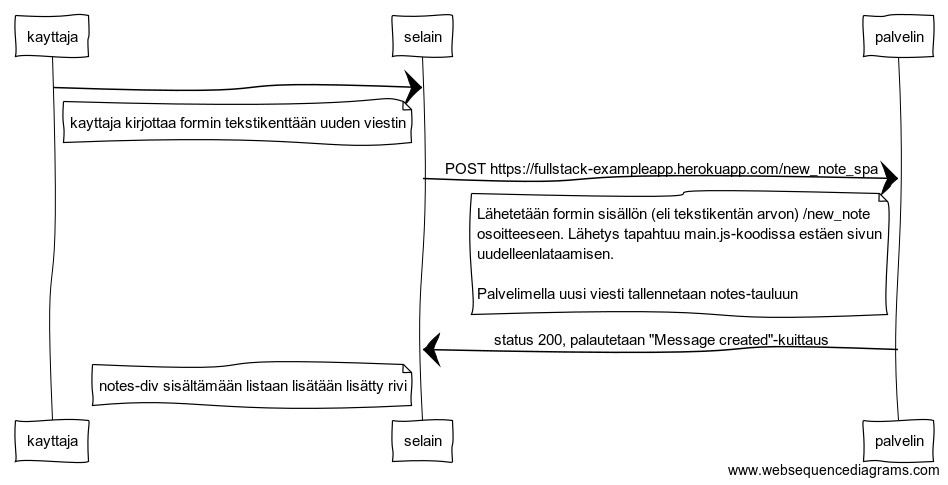 kayttaja
selain
palvelin
kayttaja kirjottaa formin tekstikenttään uuden viestin
POST https://fullstack-exampleapp.herokuapp.com/new_note_spa
Lähetetään formin sisällön (eli tekstikentän arvon) /new_note
osoitteeseen. Lähetys tapahtuu main.js-koodissa estäen sivun
uudelleenlataamisen.
Palvelimella uusi viesti tallennetaan notes-tauluun
status 200, palautetaan "Message created"-kuittaus
notes-div sisältämään listaan lisätään lisätty rivi
kayttaja
selain
palvelin
www.websequencediagrams.com